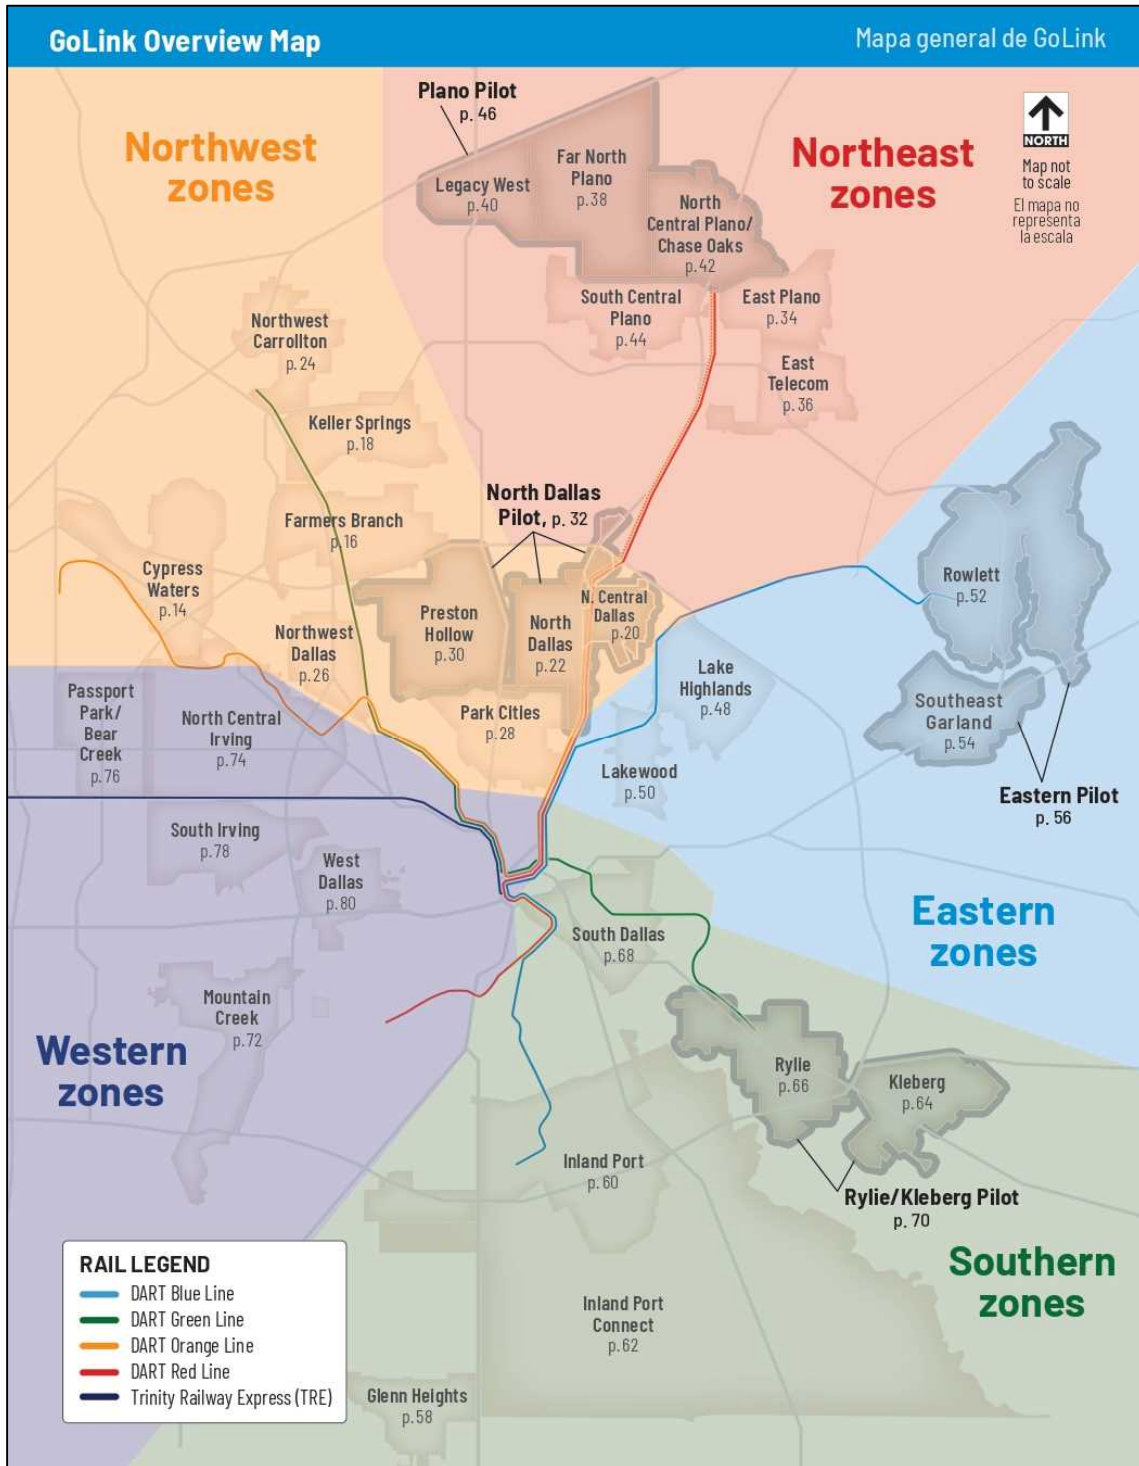 GoLink Overview Map
Mapa general de GoLink
Northwest
zones
Plano Pilot
p. 46
Northeast
zones
NORTH
Map not
to scale
El mapa no
representa
la escala
Legacy West
p.40
Far North
Plano
p.38
North
Central Plano/
Chase Oaks
p.42
South Central
Plano
p.44
East Plano
p.34
East
Telecom
p.36
Northwest
Carrollton
p.24
Keller Springs
p.18
Farmers Branch
p.16
North Dallas
Pilot, p. 32
Cypress
Waters
p.14
Northwest
Dallas
p.26
Preston
Hollow
p.30
North
Dallas
p.22
N. Central
Dallas
p.20
Park Cities
p.28
Lake
Highlands
p.48
Lakewood
p.50
Rowlett
p.52
Southeast
Garland
p.54
Eastern Pilot
p. 56
Eastern
zones
Passport
Park/
Bear
Creek
p.76
North Central
Irving
p.74
South Irving
p.78
West
Dallas
p.80
Mountain
Creek
p.72
Western
zones
South Dallas
p.68
Rylie
p.66
Kleberg
p.64
Rylie/Kleberg Pilot
p. 70
Inland Port
p.60
Inland Port
Connect
p.62
Glenn Heights
p.58
Southern
zones
RAIL LEGEND
DART Blue Line
DART Green Line
DART Orange Line
DART Red Line
Trinity Railway Express (TRE)